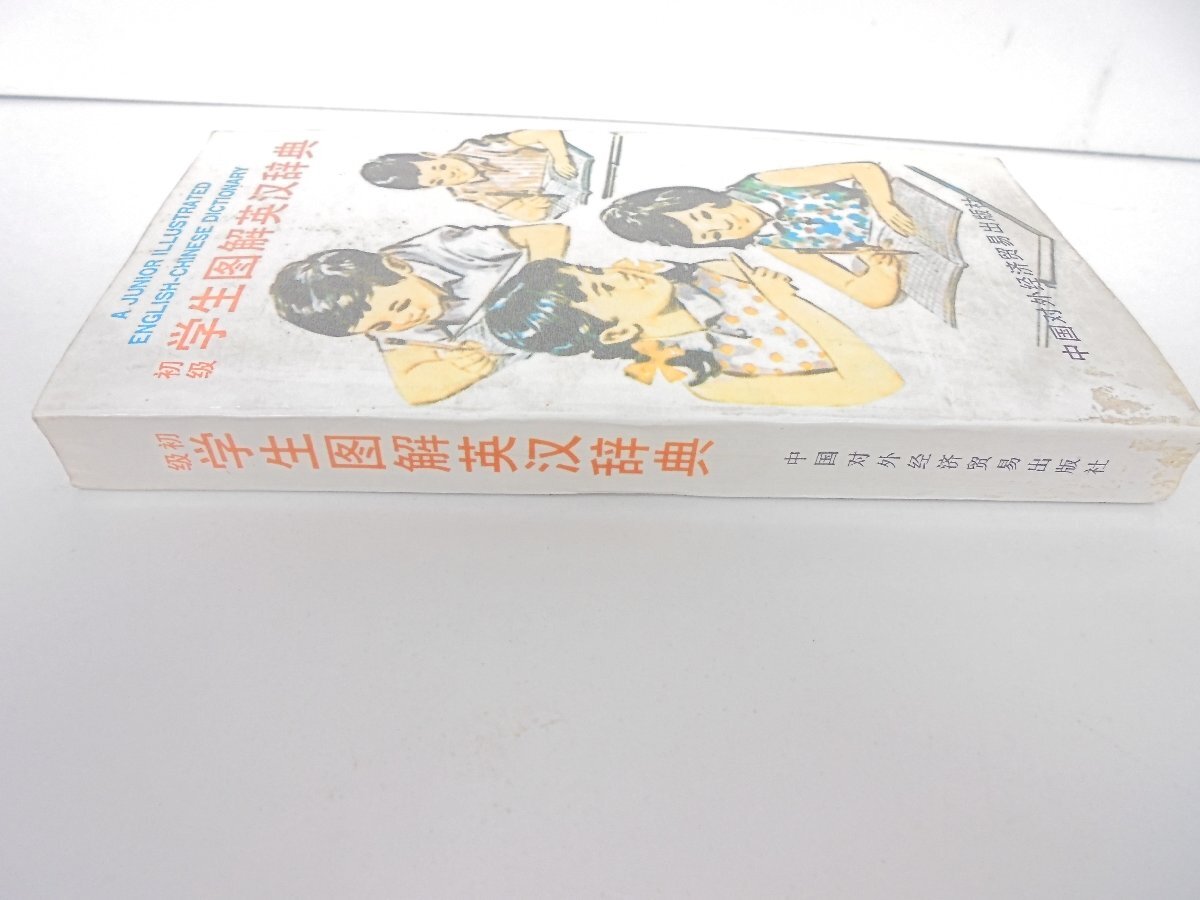 A JUNIOR ILLUSTRATED
ENGLISH-CHINESE DICTIONARY
初级 学生图解英汉辞典
中国对外经济贸易出版社
初级 学生图解英汉辞典
中国对外经济贸易出版社